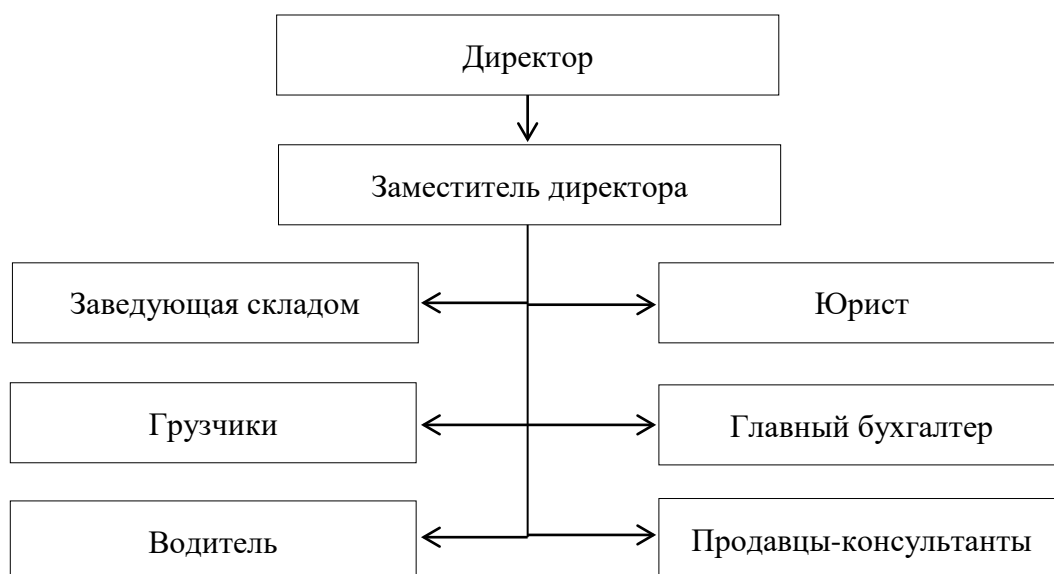 Директор
Заместитель директора
Заведующая складом
Юрист
Грузчики
Главный бухгалтер
Водитель
Продавцы-консультанты